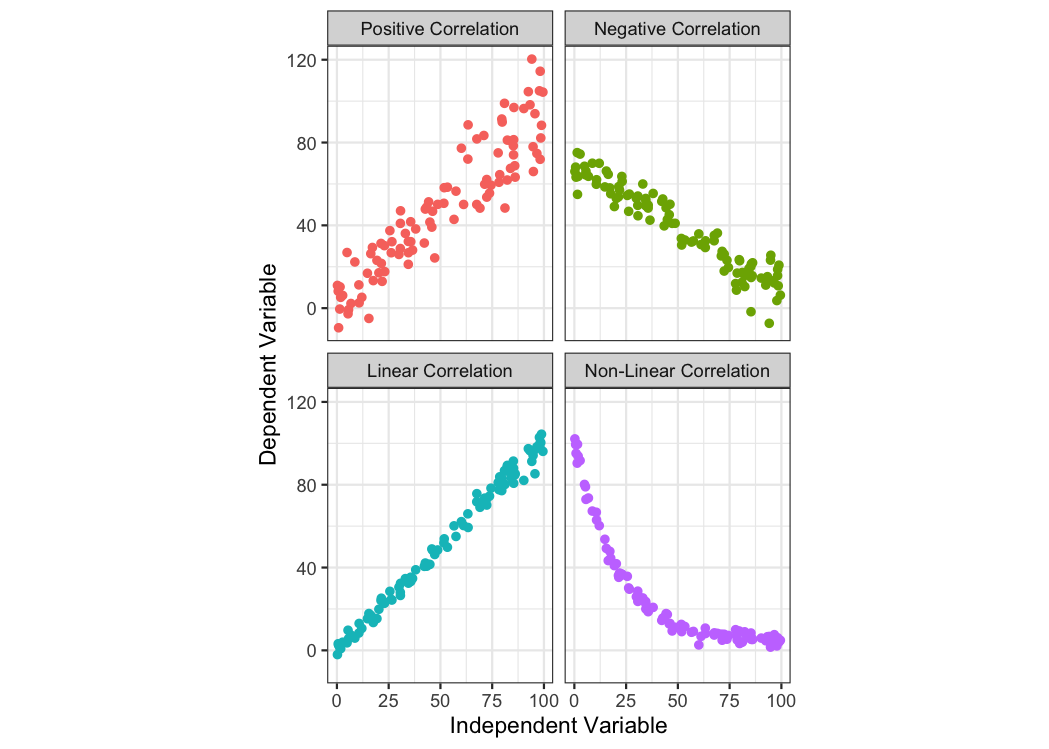 Positive Correlation
Negative Correlation
120
80
40
0
Linear Correlation
Non-Linear Correlation
120
80
40
0
0 25 50 75 100
0 25 50 75 100
Dependent Variable
Independent Variable